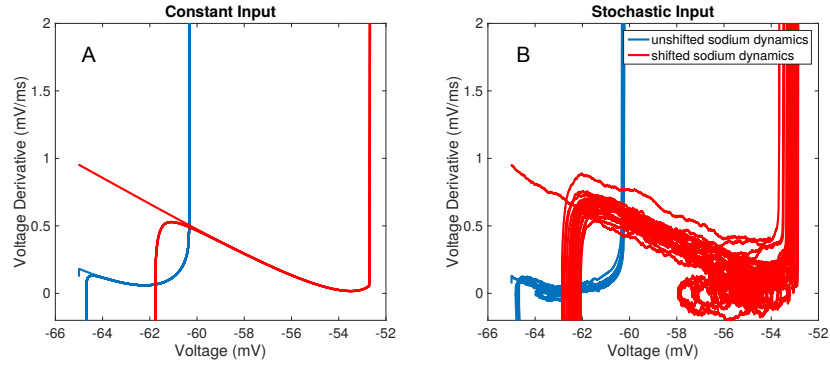 Constant Input
A
Voltage Derivative (mV/ms)
2
1.5
1
0.5
0
-66 -64 -62 -60 -58 -56 -54 -52
Voltage (mV)
Stochastic Input
B
unshifted sodium dynamics
shifted sodium dynamics
Voltage Derivative (mV/ms)
2
1.5
1
0.5
0
-66 -64 -62 -60 -58 -56 -54 -52
Voltage (mV)